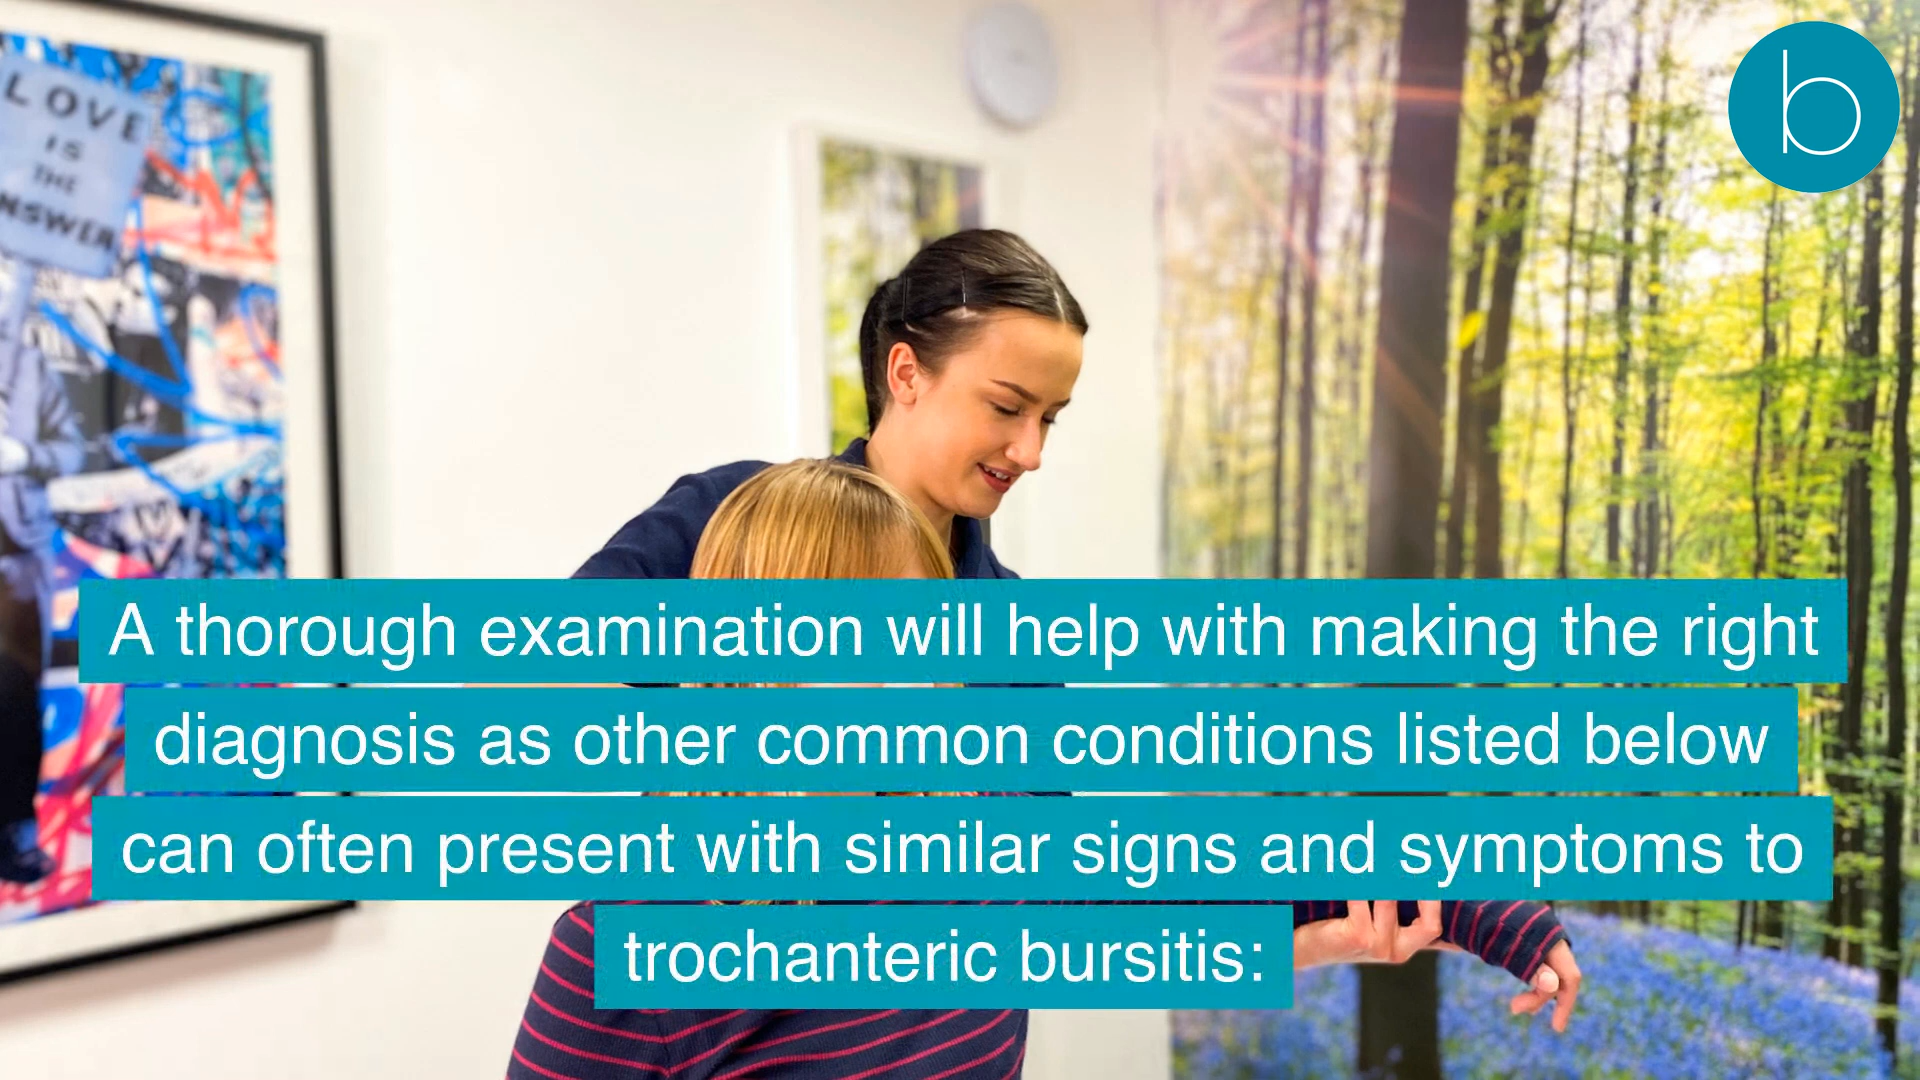 LOVE
IS
THE
NSWER
b
A thorough examination will help with making the right
diagnosis as other common conditions listed below
can often present with similar signs and symptoms to
trochanteric bursitis: